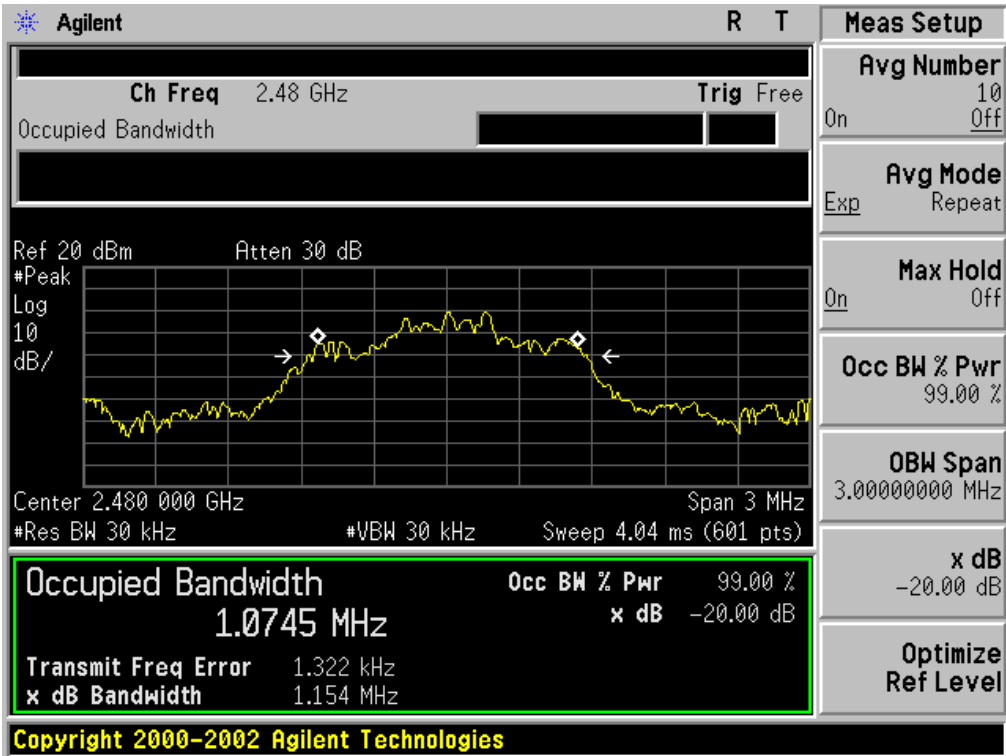 Agilent R T
Ch Freq 2.48 GHz Trig Free
Occupied Bandwidth
Ref 20 dBm Atten 30 dB
#Peak
Log
10
dB/
Center 2.480 000 GHz Span 3 MHz
#Res BW 30 kHz #VBW 30 kHz Sweep 4.04 ms (601 pts)
Occupied Bandwidth
1.0745 MHz
Occ BW % Pwr 99.00 %
x dB -20.00 dB
Transmit Freq Error 1.322 kHz
x dB Bandwidth 1.154 MHz
Copyright 2000-2002 Agilent Technologies
Meas Setup
Avg Number
10
On Off
Avg Mode
Exp Repeat
Max Hold
On Off
Occ BW % Pwr
99.00 %
OBW Span
3.00000000 MHz
x dB
-20.00 dB
Optimize
Ref Level